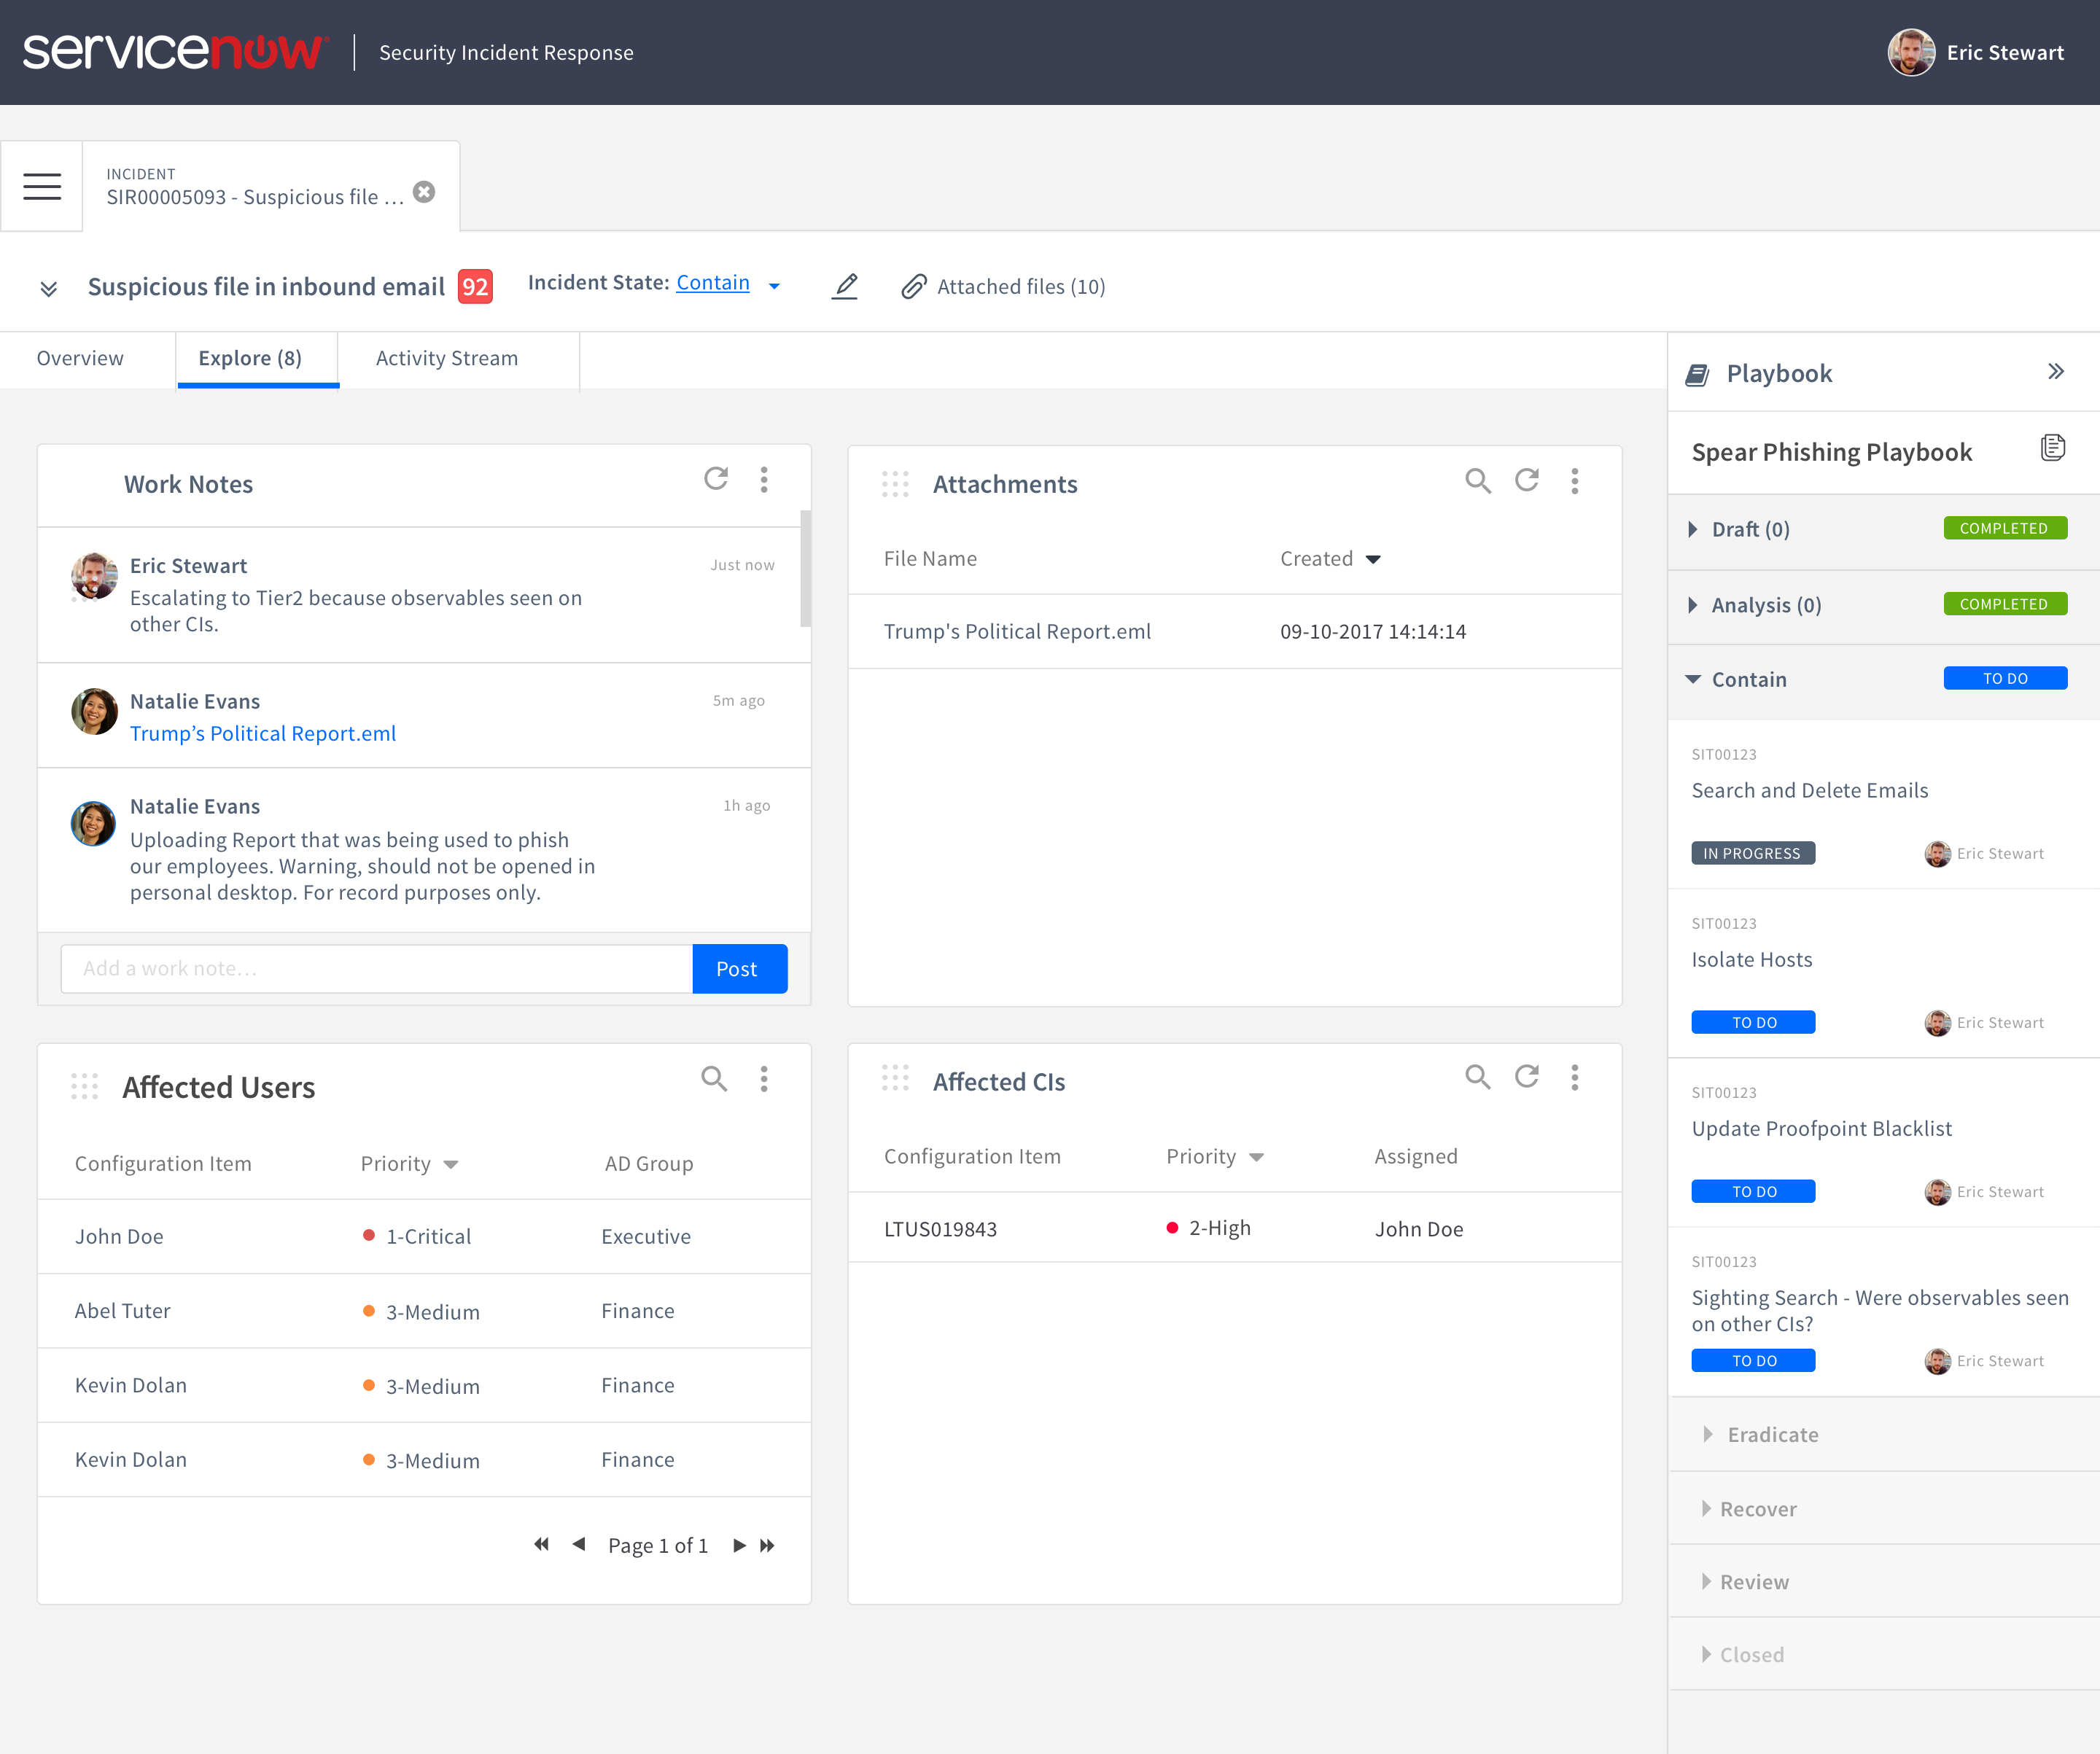 servicenow
Security Incident Response
Eric Stewart
INCIDENT
SIR00005093 - Suspicious file ...
Suspicious file in inbound email 92
Incident State: Contain
Attached files (10)
Overview
Explore (8)
Activity Stream
Work Notes
Eric Stewart
Just now
Escalating to Tier2 because observables seen on
other CIs.
Natalie Evans
5m ago
Trump’s Political Report.eml
Natalie Evans
1h ago
Uploading Report that was being used to phish
our employees. Warning, should not be opened in
personal desktop. For record purposes only.
Add a work note...
Post
Attachments
File Name Created
Trump's Political Report.eml 09-10-2017 14:14:14
Affected Users
Configuration Item Priority AD Group
John Doe 1-Critical Executive
Abel Tuter 3-Medium Finance
Kevin Dolan 3-Medium Finance
Kevin Dolan 3-Medium Finance
Page 1 of 1
Affected CIs
Configuration Item Priority Assigned
LTUS019843 2-High John Doe
Playbook
Spear Phishing Playbook
Draft (0) COMPLETED
Analysis (0) COMPLETED
Contain TO DO
SIT00123
Search and Delete Emails
IN PROGRESS Eric Stewart
SIT00123
Isolate Hosts
TO DO Eric Stewart
SIT00123
Update Proofpoint Blacklist
TO DO Eric Stewart
SIT00123
Sighting Search - Were observables seen
on other CIs?
TO DO Eric Stewart
Eradicate
Recover
Review
Closed